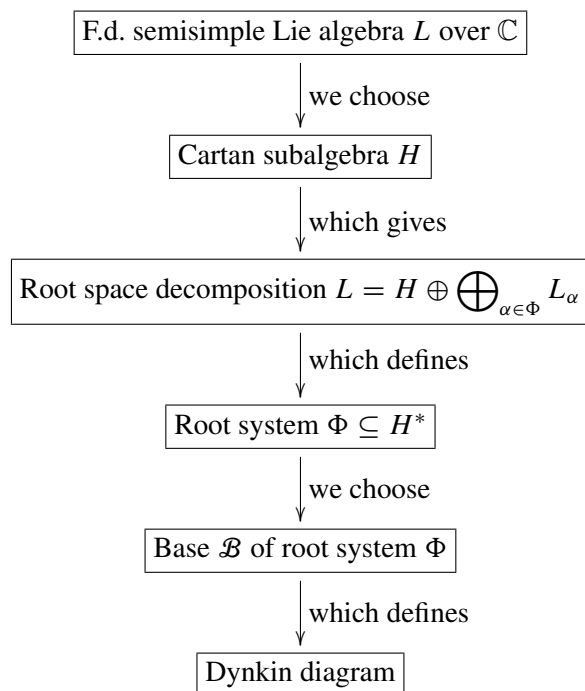 F.d. semisimple Lie algebra L over ℂ
we choose
Cartan subalgebra H
which gives
Root space decomposition L = H ⊕ ⨁_{α∈Φ} L_α
which defines
Root system Φ ⊆ H*
we choose
Base ℬ of root system Φ
which defines
Dynkin diagram